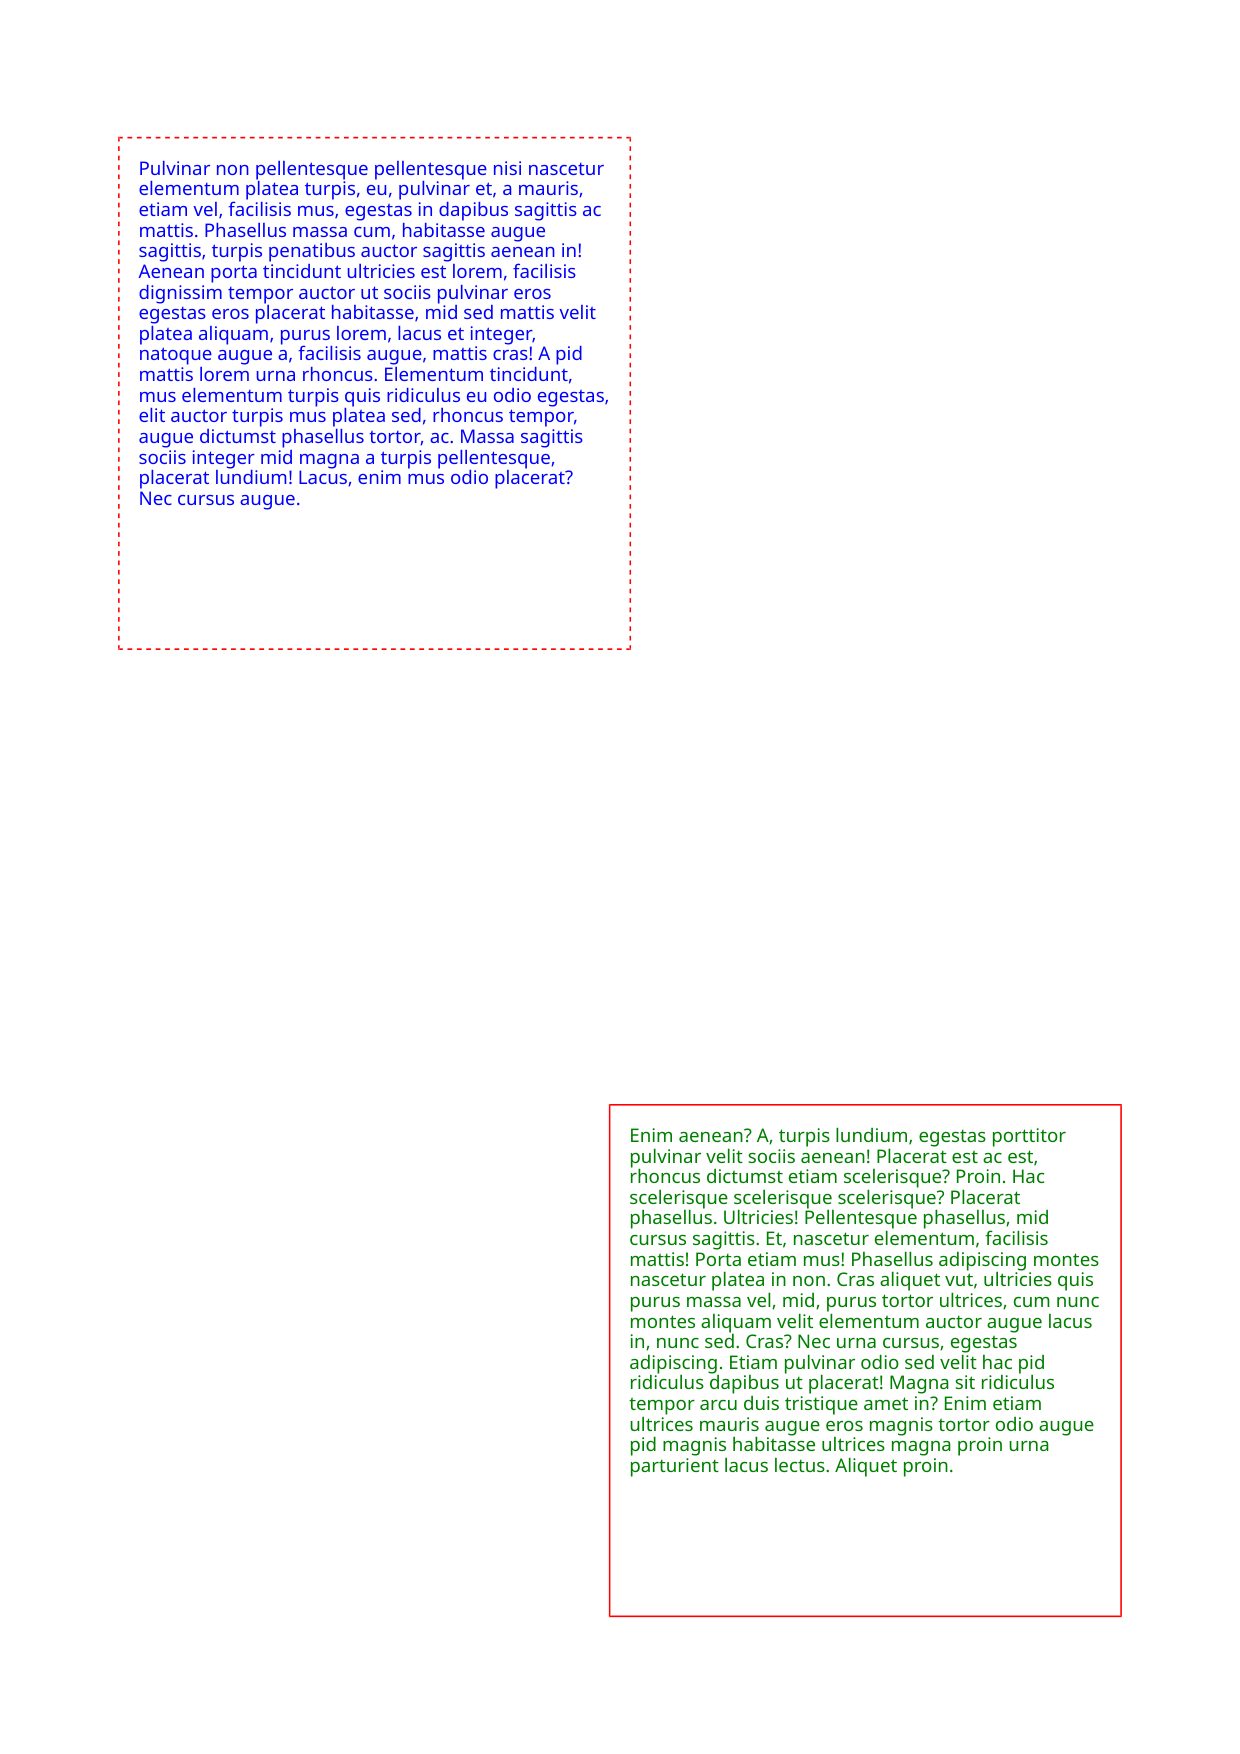 Pulvinar non pellentesque pellentesque nisi nascetur
elementum platea turpis, eu, pulvinar et, a mauris,
etiam vel, facilisis mus, egestas in dapibus sagittis ac
mattis. Phasellus massa cum, habitasse augue
sagittis, turpis penatibus auctor sagittis aenean in!
Aenean porta tincidunt ultricies est lorem, facilisis
dignissim tempor auctor ut sociis pulvinar eros
egestas eros placerat habitasse, mid sed mattis velit
platea aliquam, purus lorem, lacus et integer,
natoque augue a, facilisis augue, mattis cras! A pid
mattis lorem urna rhoncus. Elementum tincidunt,
mus elementum turpis quis ridiculus eu odio egestas,
elit auctor turpis mus platea sed, rhoncus tempor,
augue dictumst phasellus tortor, ac. Massa sagittis
sociis integer mid magna a turpis pellentesque,
placerat lundium! Lacus, enim mus odio placerat?
Nec cursus augue.
Enim aenean? A, turpis lundium, egestas porttitor
pulvinar velit sociis aenean! Placerat est ac est,
rhoncus dictumst etiam scelerisque? Proin. Hac
scelerisque scelerisque scelerisque? Placerat
phasellus. Ultricies! Pellentesque phasellus, mid
cursus sagittis. Et, nascetur elementum, facilisis
mattis! Porta etiam mus! Phasellus adipiscing montes
nascetur platea in non. Cras aliquet vut, ultricies quis
purus massa vel, mid, purus tortor ultrices, cum nunc
montes aliquam velit elementum auctor augue lacus
in, nunc sed. Cras? Nec urna cursus, egestas
adipiscing. Etiam pulvinar odio sed velit hac pid
ridiculus dapibus ut placerat! Magna sit ridiculus
tempor arcu duis tristique amet in? Enim etiam
ultrices mauris augue eros magnis tortor odio augue
pid magnis habitasse ultrices magna proin urna
parturient lacus lectus. Aliquet proin.